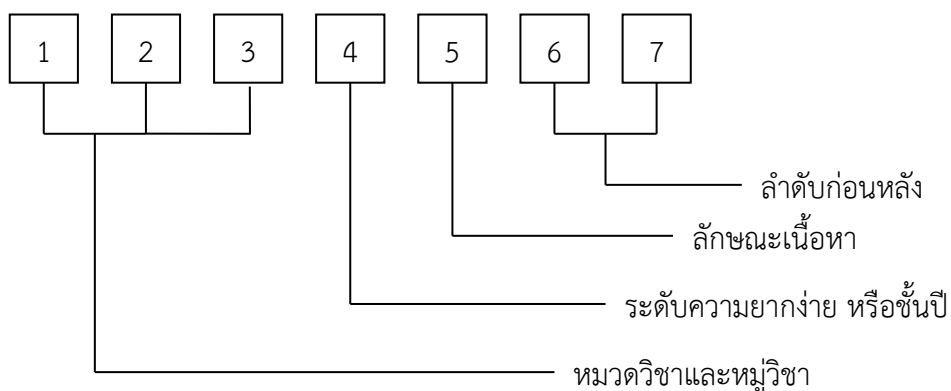 1 2 3 4 5 6 7
ลำดับก่อนหลัง
ลักษณะเนื้อหา
ระดับความยากง่าย หรือชั้นปี
หมวดวิชาและหมู่วิชา